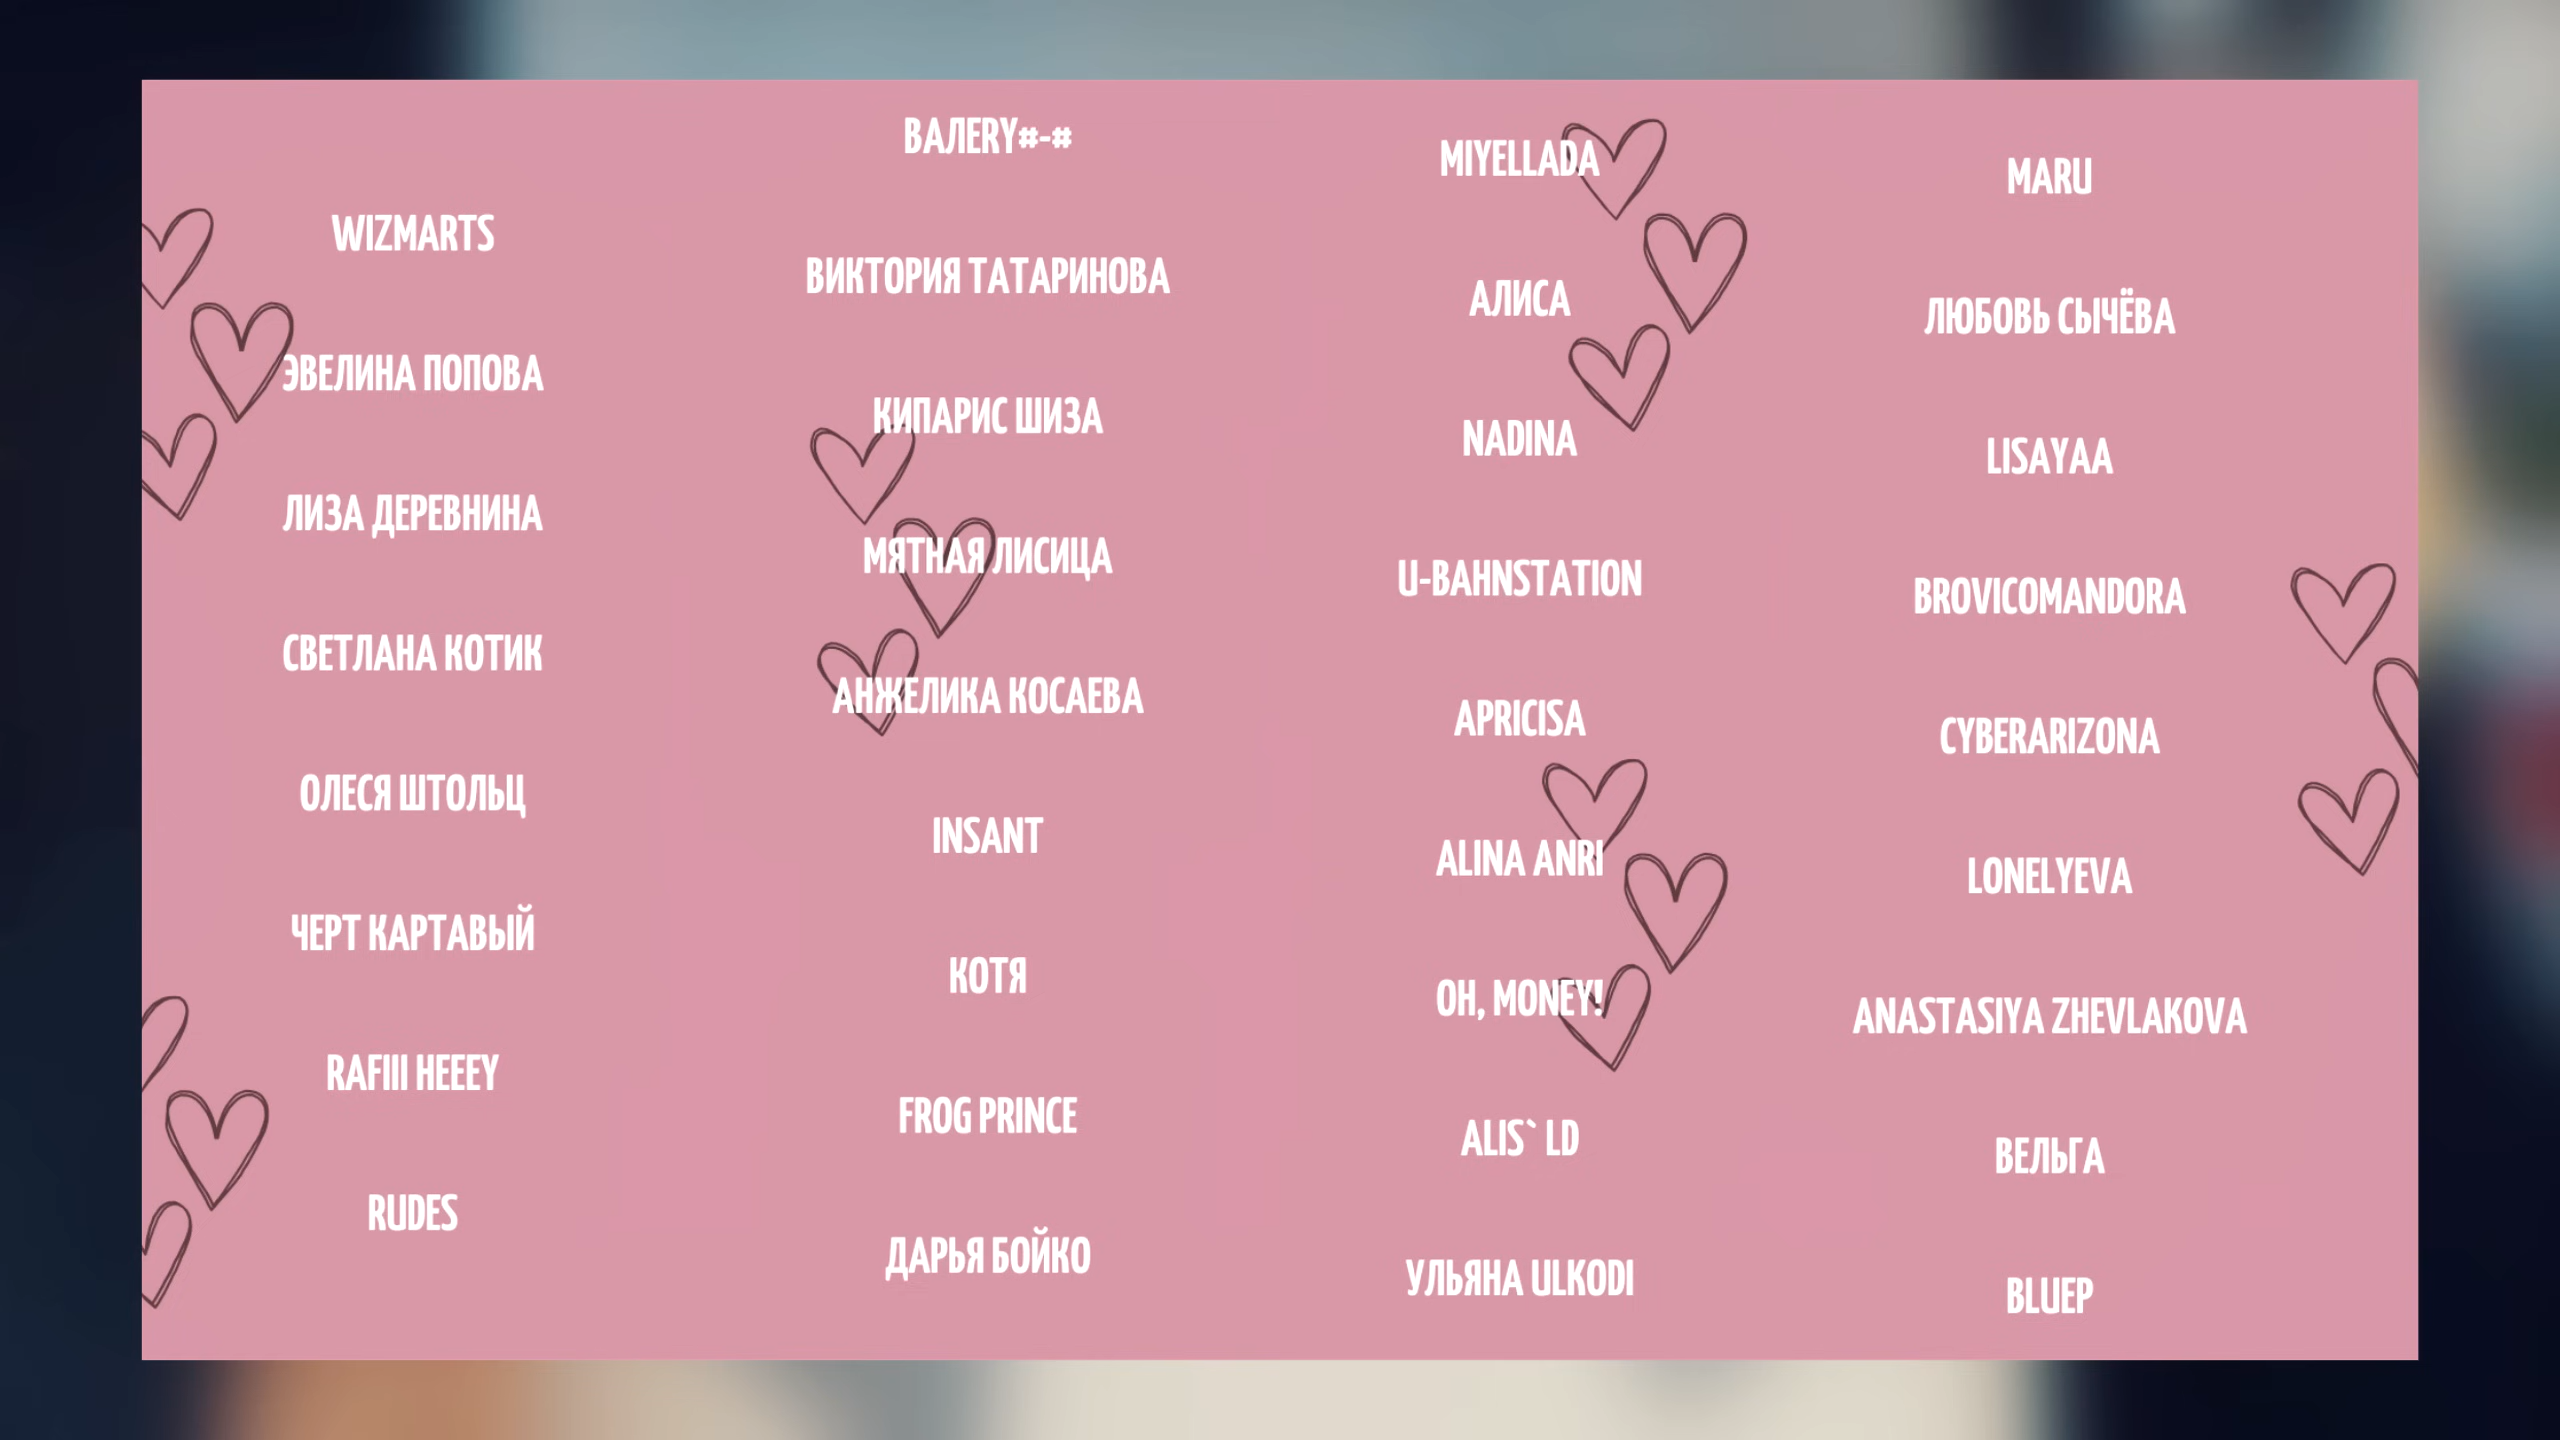 WIZMARTS
ЭВЕЛИНА ПОПОВА
ЛИЗА ДЕРЕВНИНА
СВЕТЛАНА КОТИК
ОЛЕСЯ ШТОЛЬЦ
ЧЕРТ КАРТАВЫЙ
RAFIII HEEEY
RUDES
ВАЛERY#-#
ВИКТОРИЯ ТАТАРИНОВА
КИПАРИС ШИЗА
МЯТНАЯ ЛИСИЦА
АНЖЕЛИКА КОСАЕВА
INSANT
КОТЯ
FROG PRINCE
ДАРЬЯ БОЙКО
MIYELLADA
АЛИСА
NADINA
U-BAHNSTATION
APRICISA
ALINA ANRI
OH, MONEY!
ALIS` LD
УЛЬЯНА ULKODI
MARU
ЛЮБОВЬ СЫЧЁВА
LISAYAA
BROVICOMANDORA
CYBERARIZONA
LONELYEVA
ANASTASIYA ZHEVLAKOVA
ВЕЛЬГА
BLUEP